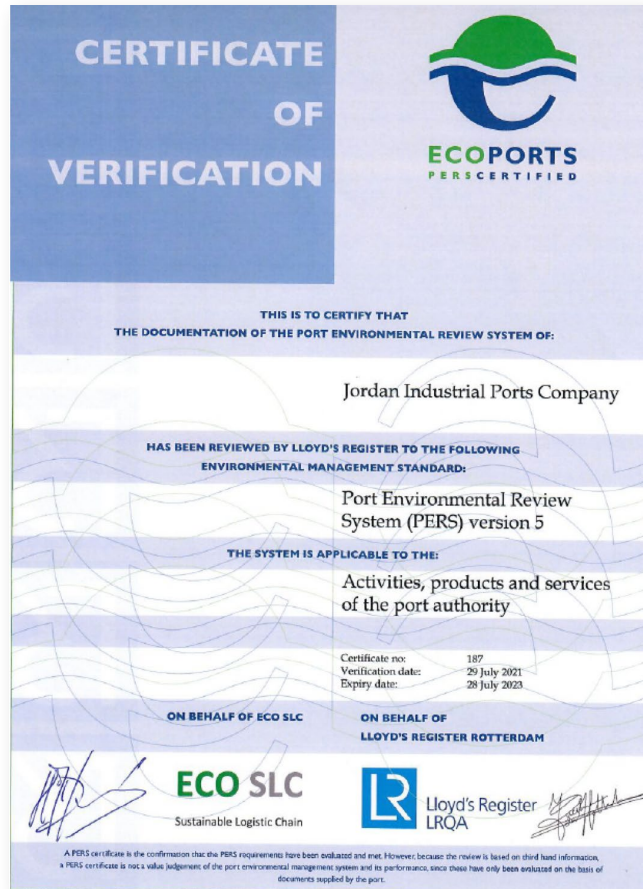 CERTIFICATE
OF
VERIFICATION
ECOPORTS
PERS CERTIFIED
THIS IS TO CERTIFY THAT
THE DOCUMENTATION OF THE PORT ENVIRONMENTAL REVIEW SYSTEM OF:
Jordan Industrial Ports Company
HAS BEEN REVIEWED BY LLOYD'S REGISTER TO THE FOLLOWING
ENVIRONMENTAL MANAGEMENT STANDARD:
Port Environmental Review
System (PERS) version 5
THE SYSTEM IS APPLICABLE TO THE:
Activities, products and services
of the port authority
Certificate no: 187
Verification date: 29 July 2021
Expiry date: 28 July 2023
ON BEHALF OF ECO SLC
ON BEHALF OF
LLOYD'S REGISTER ROTTERDAM
ECO SLC
Sustainable Logistic Chain
LR
Lloyd's Register
LRQA
A PERS certificate is the confirmation that the PERS requirements have been evaluated and met. However, because the review is based on third hand information,
a PERS certificate is not a value judgement of the port environmental management system and its performance, since these have only been evaluated on the basis of
documents supplied by the port.